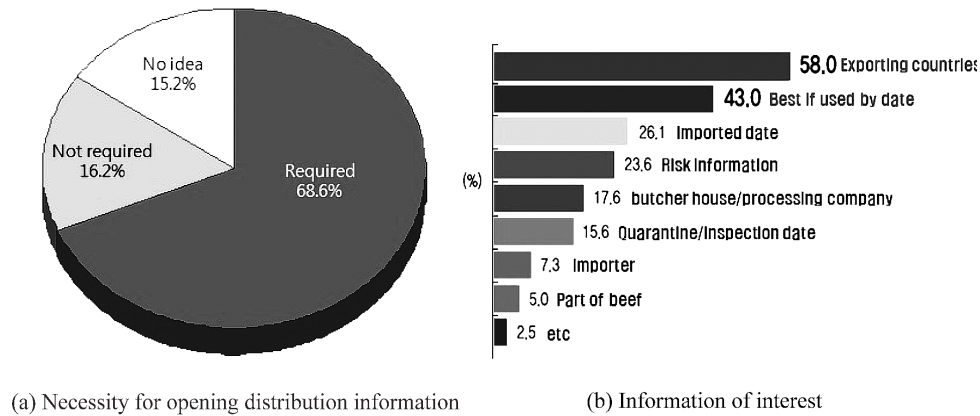 No idea
15.2%
Not required
16.2%
Required
68.6%
(%)
58.0 Exporting countries
43.0 Best if used by date
26.1 Imported date
23.6 Risk information
17.6 butcher house/processing company
15.6 Quarantine/inspection date
7.3 Importer
5.0 Part of beef
2.5 etc
(a) Necessity for opening distribution information
(b) Information of interest